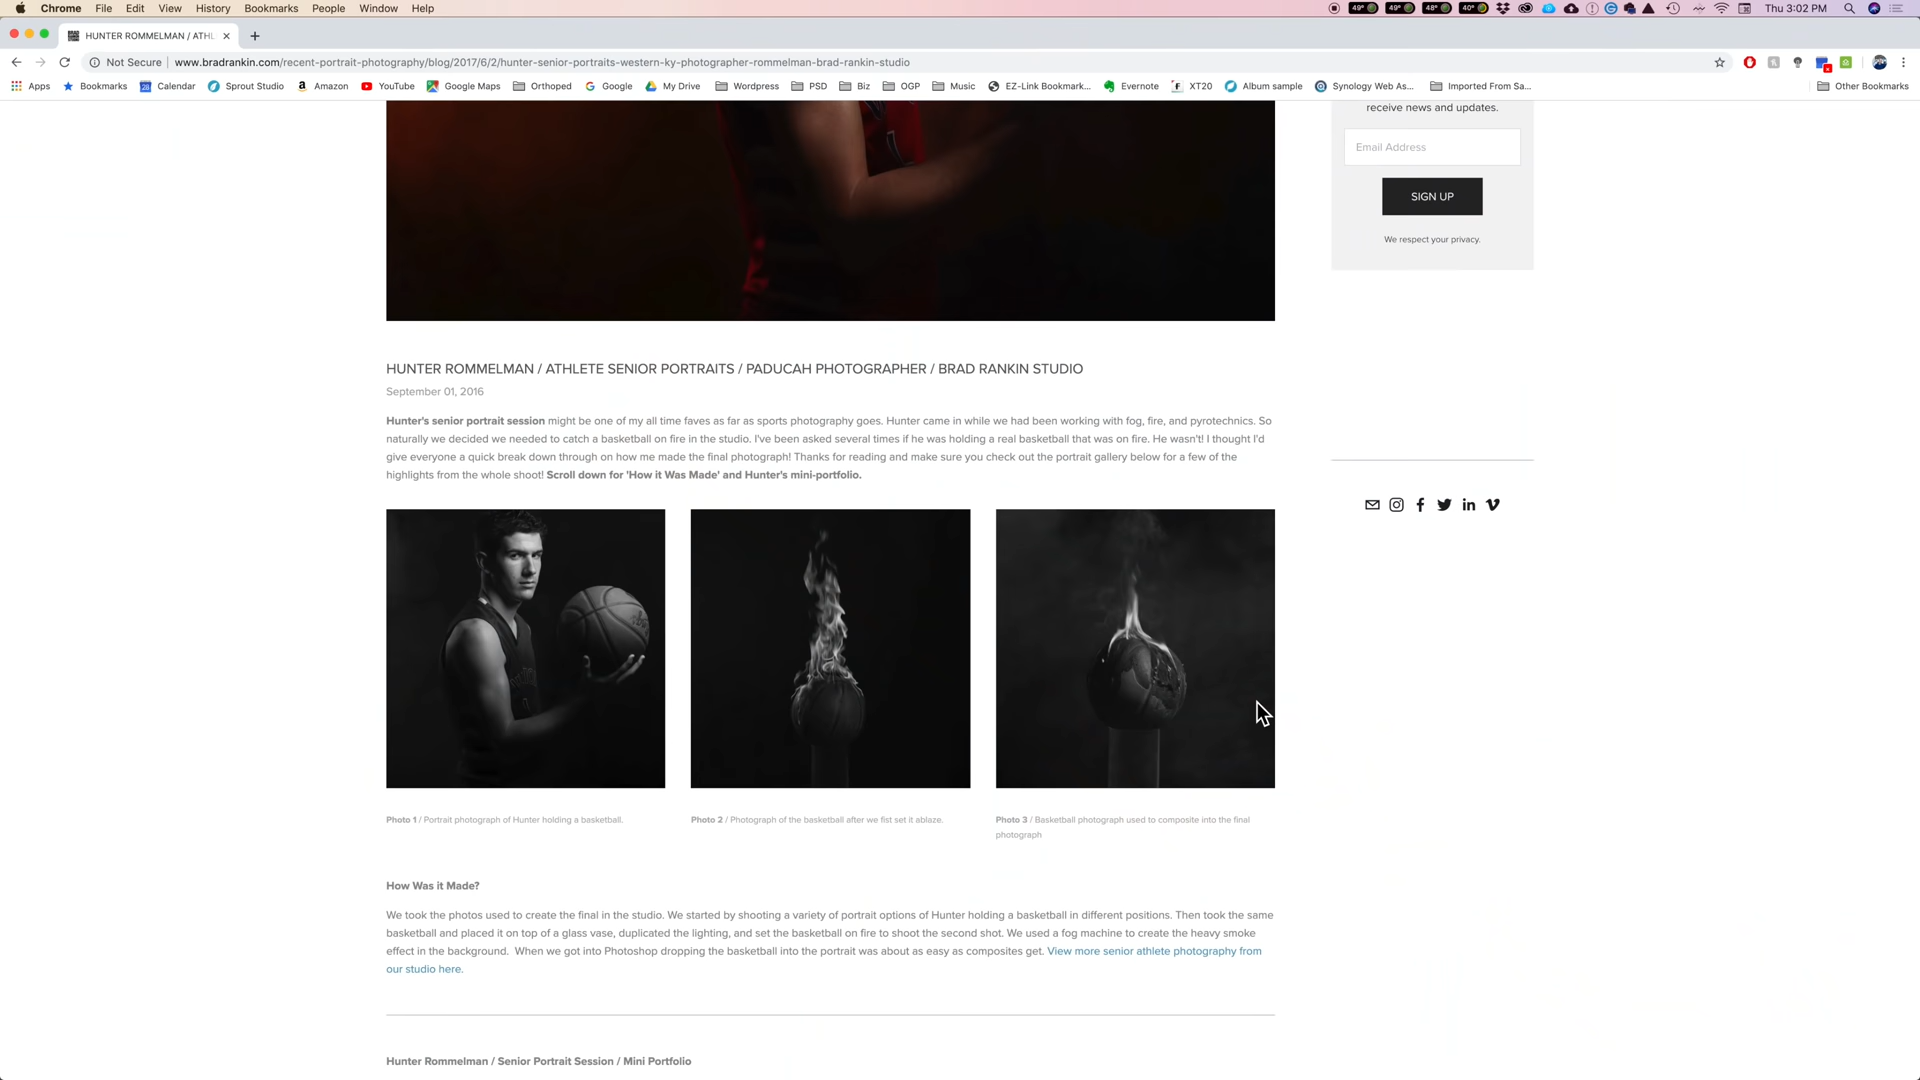 Chrome File Edit View History Bookmarks People Window Help
49° 49° 48° 40° Thu 3:02 PM
HUNTER ROMMELMAN / ATHL
Not Secure www.bradrankin.com/recent-portrait-photography/blog/2017/6/2/hunter-senior-portraits-western-ky-photographer-rommelman-brad-rankin-studio
Apps Bookmarks Calendar Sprout Studio Amazon YouTube Google Maps Orthoped Google My Drive Wordpress PSD Biz OGP Music EZ-Link Bookmark... Evernote XT20 Album sample Synology Web As... Imported From Sa... Other Bookmarks
receive news and updates.
Email Address
SIGN UP
We respect your privacy.
HUNTER ROMMELMAN / ATHLETE SENIOR PORTRAITS / PADUCAH PHOTOGRAPHER / BRAD RANKIN STUDIO
September 01, 2016
Hunter's senior portrait session might be one of my all time faves as far as sports photography goes. Hunter came in while we had been working with fog, fire, and pyrotechnics. So
naturally we decided we needed to catch a basketball on fire in the studio. I've been asked several times if he was holding a real basketball that was on fire. He wasn't! I thought I'd
give everyone a quick break down through on how me made the final photograph! Thanks for reading and make sure you check out the portrait gallery below for a few of the
highlights from the whole shoot! Scroll down for 'How it Was Made' and Hunter's mini-portfolio.
Photo 1 / Portrait photograph of Hunter holding a basketball.
Photo 2 / Photograph of the basketball after we fist set it ablaze.
Photo 3 / Basketball photograph used to composite into the final
photograph
How Was it Made?
We took the photos used to create the final in the studio. We started by shooting a variety of portrait options of Hunter holding a basketball in different positions. Then took the same
basketball and placed it on top of a glass vase, duplicated the lighting, and set the basketball on fire to shoot the second shot. We used a fog machine to create the heavy smoke
effect in the background. When we got into Photoshop dropping the basketball into the portrait was about as easy as composites get. View more senior athlete photography from
our studio here.
Hunter Rommelman / Senior Portrait Session / Mini Portfolio